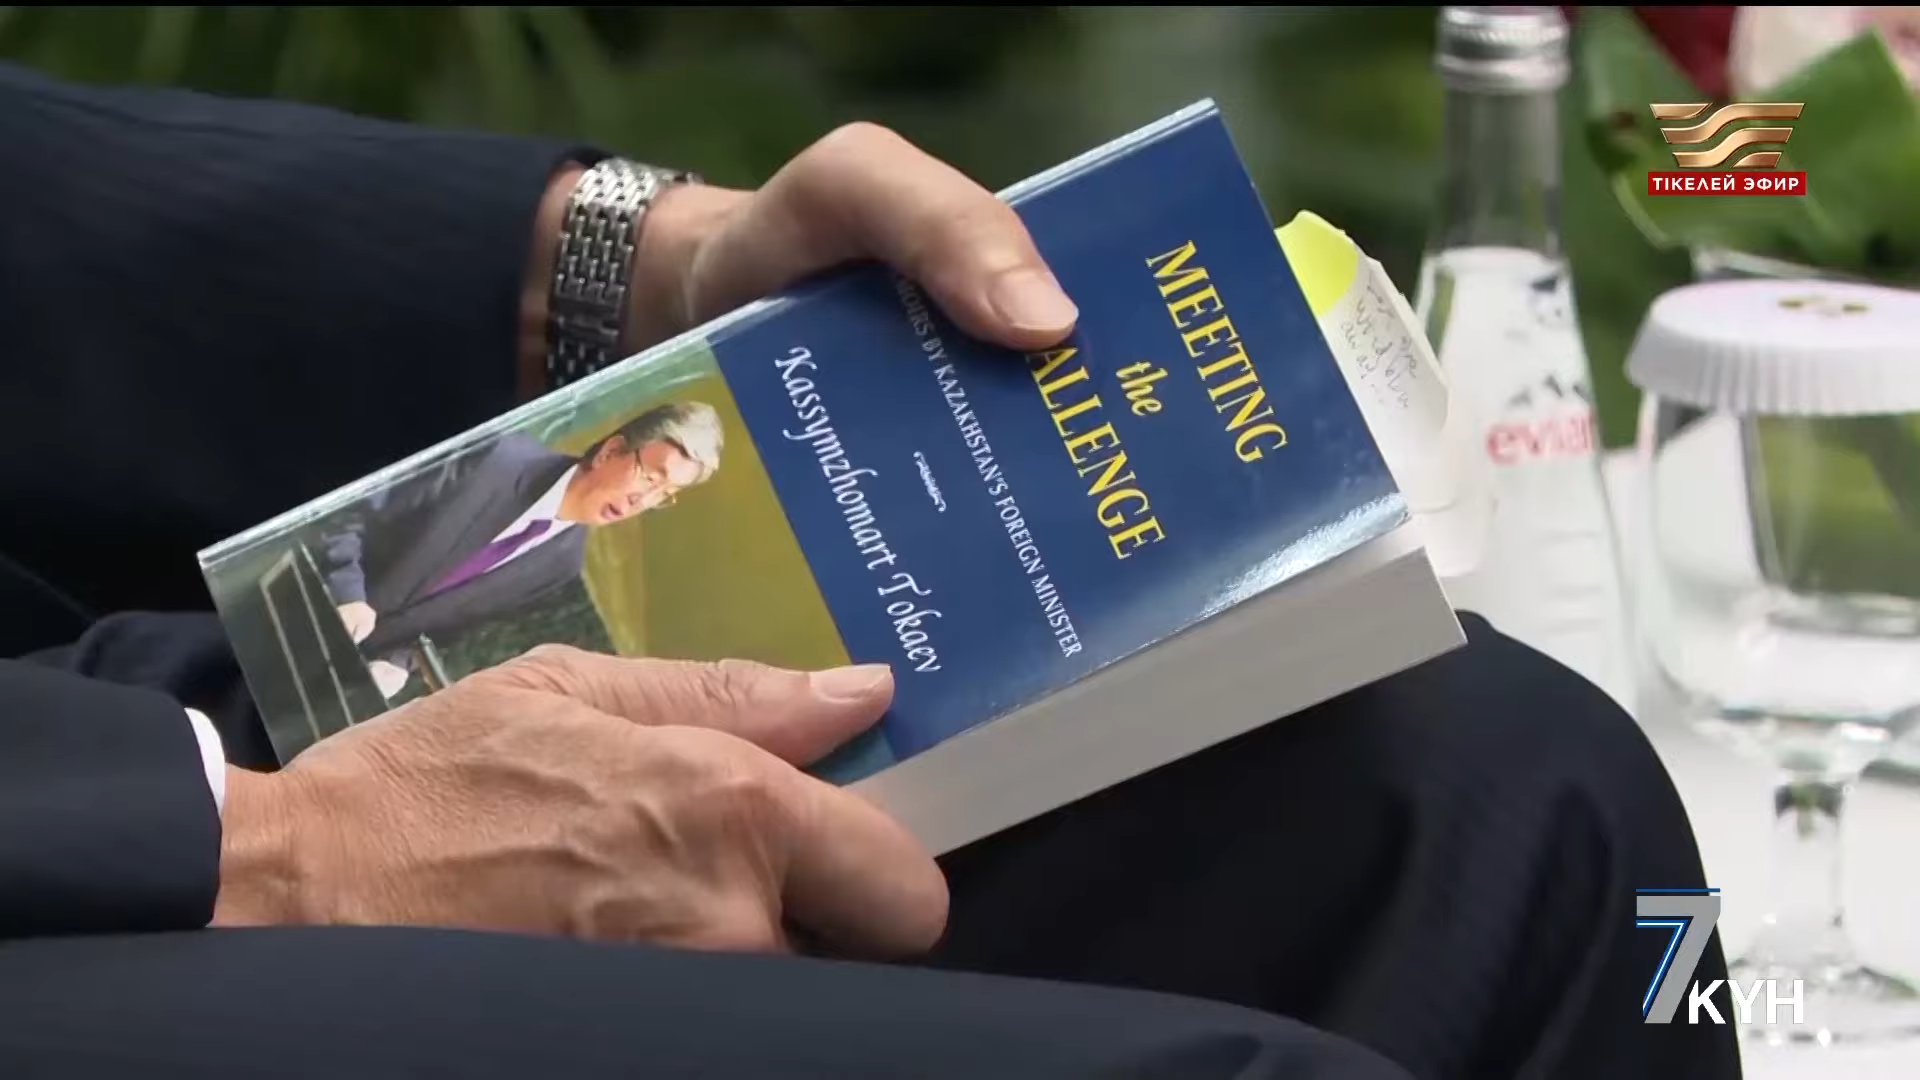 ТІКЕЛЕЙ ЭФИР
MEETING
the
ALLENGE
MOIRS BY KAZAKHSTAN'S FOREIGN MINISTER
Kassymzhomart Tokaev
evian
7 КҮН